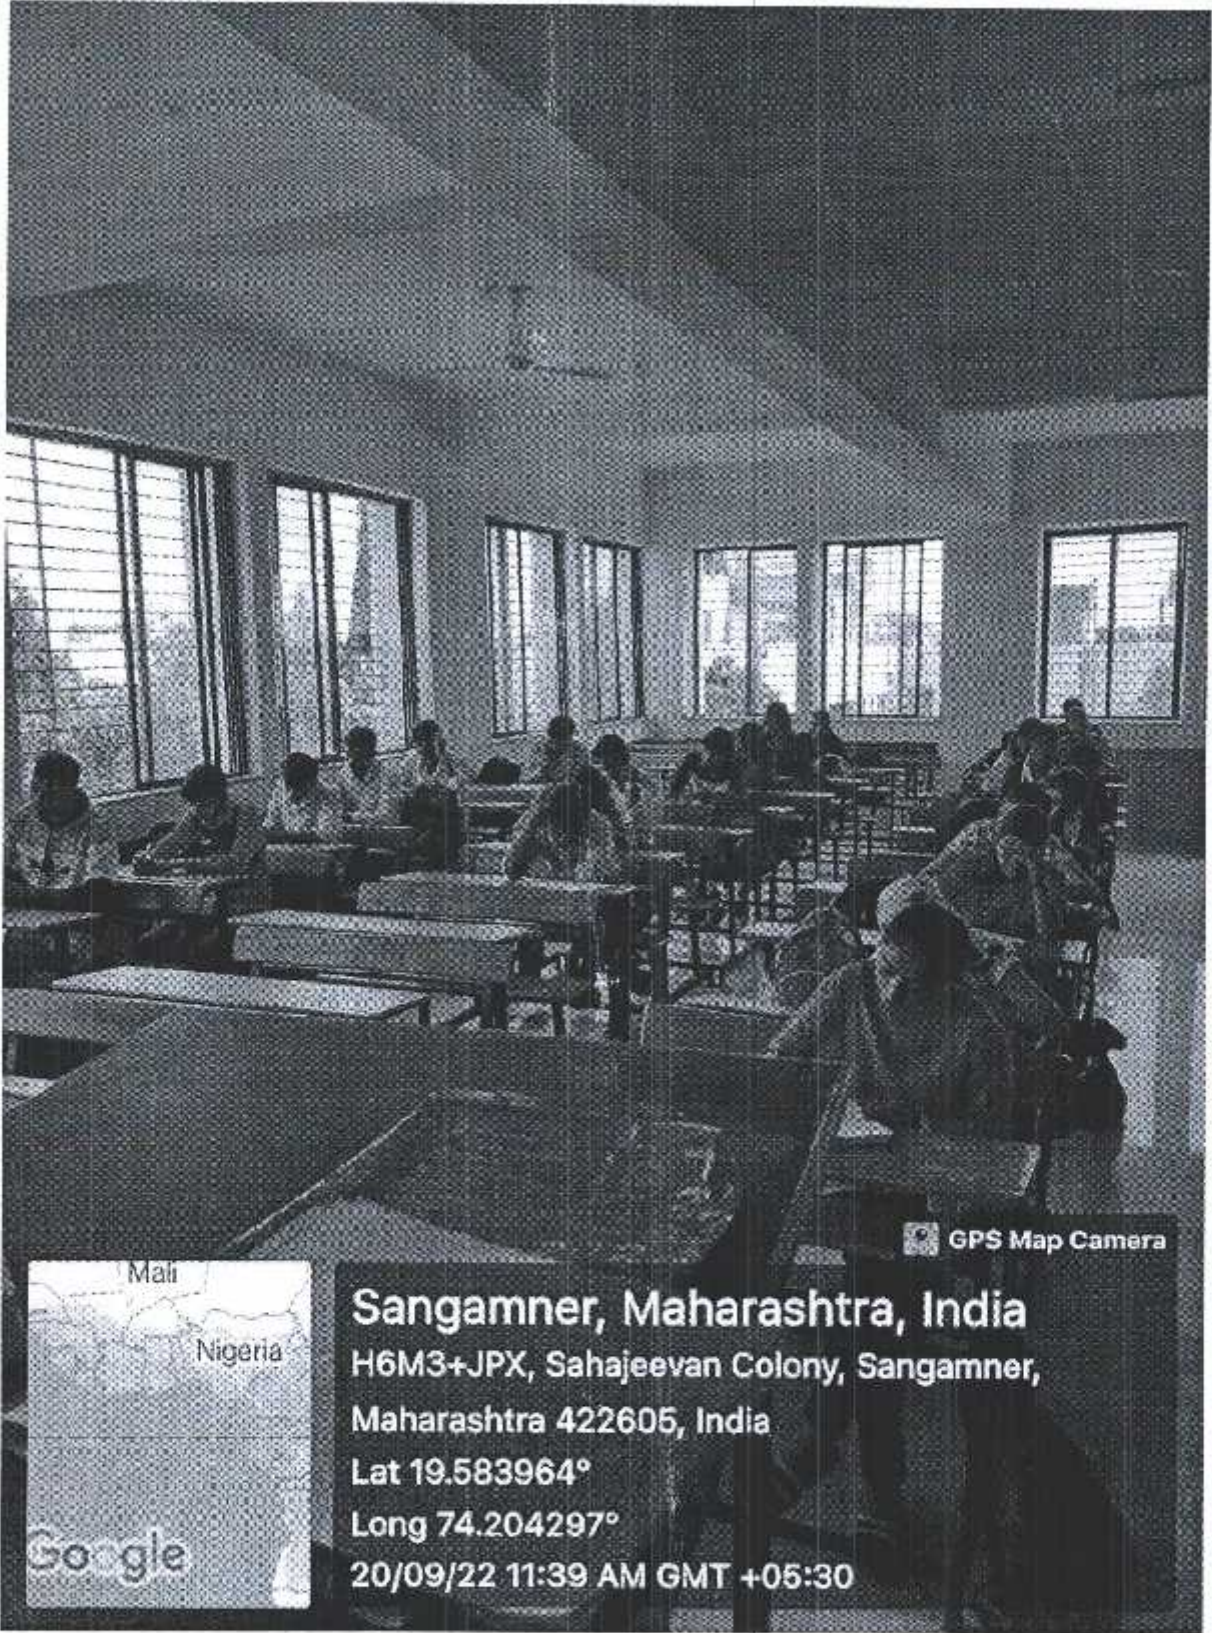 GPS Map Camera
Mali
Nigeria
Google
Sangamner, Maharashtra, India
H6M3+JPX, Sahajeevan Colony, Sangamner,
Maharashtra 422605, India
Lat 19.583964°
Long 74.204297°
20/09/22 11:39 AM GMT +05:30